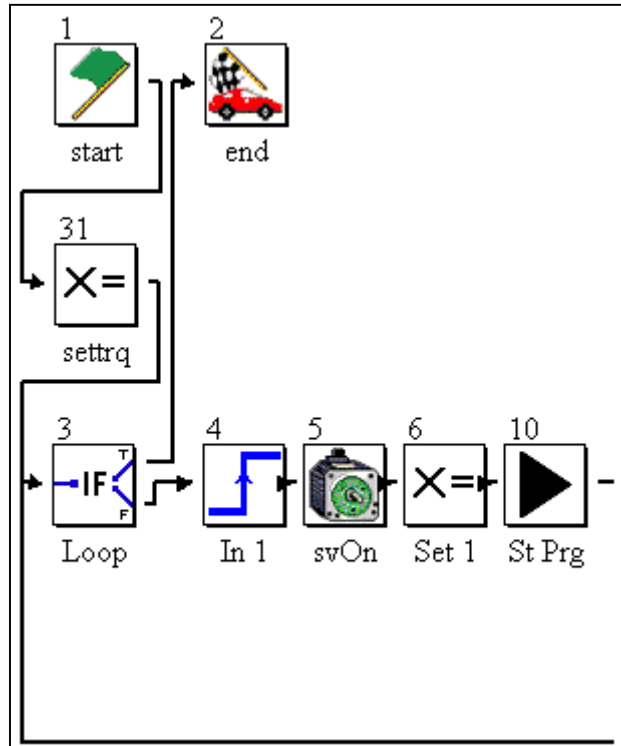 1 2
start end
31
X=
settrq
3 4 5 6 10
T
IF X=
F
Loop In 1 svOn Set 1 St Prg